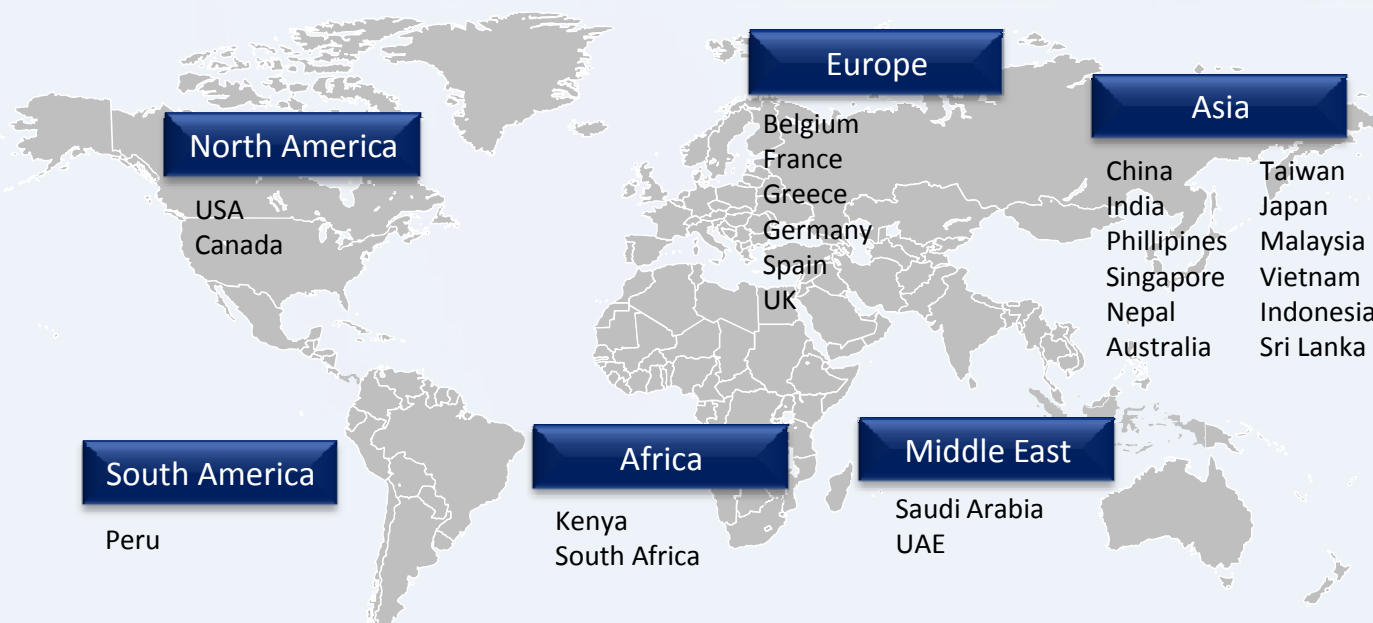 North America
USA
Canada
Europe
Belgium
France
Greece
Germany
Spain
UK
Asia
China
India
Phillipines
Singapore
Nepal
Australia
Taiwan
Japan
Malaysia
Vietnam
Indonesia
Sri Lanka
South America
Peru
Africa
Kenya
South Africa
Middle East
Saudi Arabia
UAE